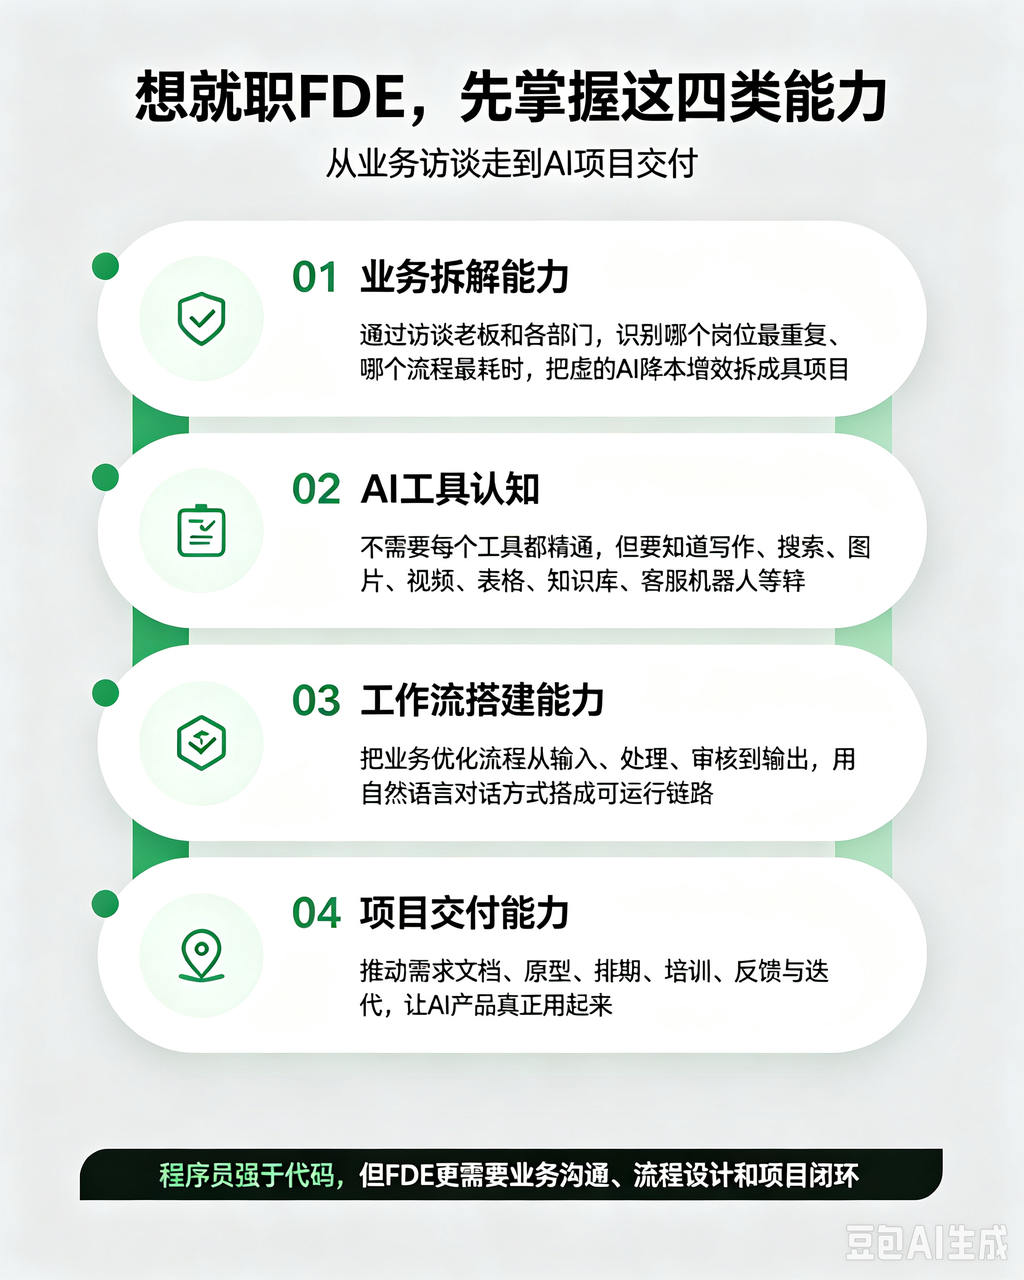 想就职FDE，先掌握这四类能力
从业务访谈走到AI项目交付
01 业务拆解能力
通过访谈老板和各部门，识别哪个岗位最重复、
哪个流程最耗时，把虚的AI降本增效拆成具项目
02 AI工具认知
不需要每个工具都精通，但要知道写作、搜索、图
片、视频、表格、知识库、客服机器人等
03 工作流搭建能力
把业务优化流程从输入、处理、审核到输出，用
自然语言对话方式搭成可运行链路
04 项目交付能力
推动需求文档、原型、排期、培训、反馈与迭
代，让AI产品真正用起来
程序员强于代码，但FDE更需要业务沟通、流程设计和项目闭环
豆包AI生成